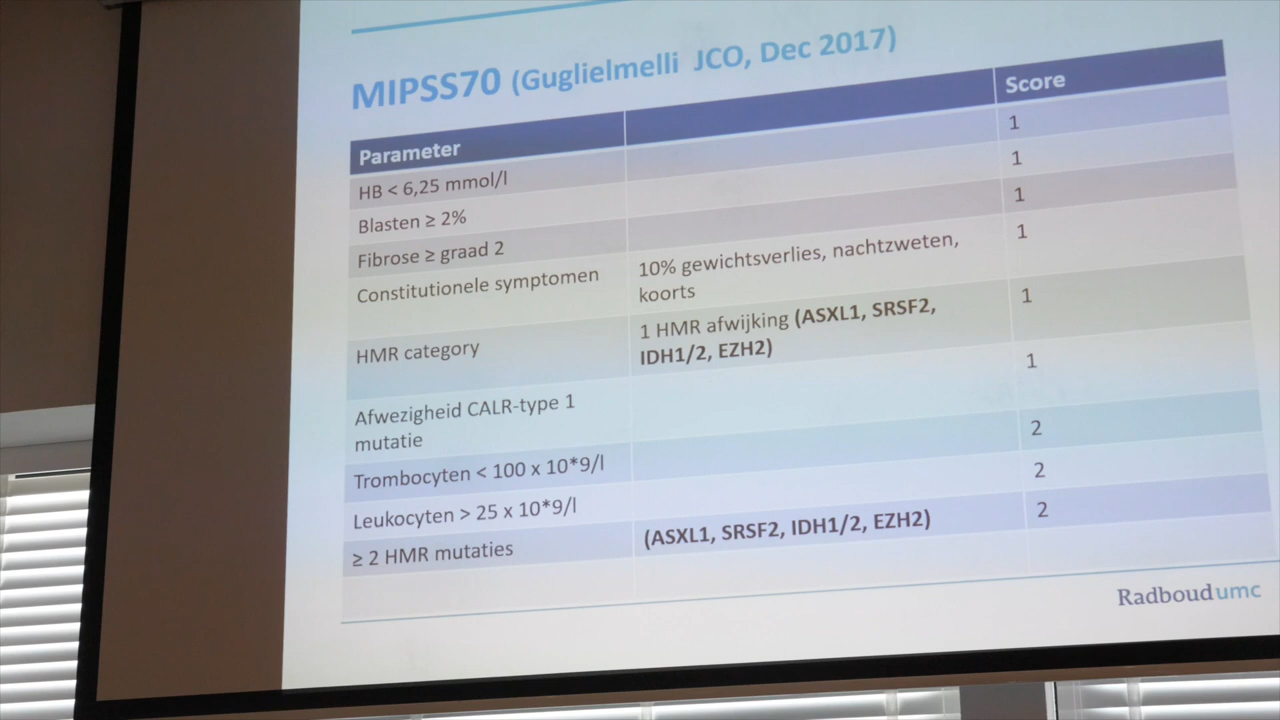 MIPSS70 (Guglielmelli JCO, Dec 2017)
Parameter Score
HB < 6,25 mmol/l 1
Blasten ≥ 2% 1
Fibrose ≥ graad 2 1
Constitutionele symptomen 10% gewichtsverlies, nachtzweten, 1
koorts
HMR category 1 HMR afwijking (ASXL1, SRSF2, 1
IDH1/2, EZH2)
Afwezigheid CALR-type 1 1
mutatie
Trombocyten < 100 x 10*9/l 2
Leukocyten > 25 x 10*9/l 2
≥ 2 HMR mutaties (ASXL1, SRSF2, IDH1/2, EZH2) 2
Radboudumc